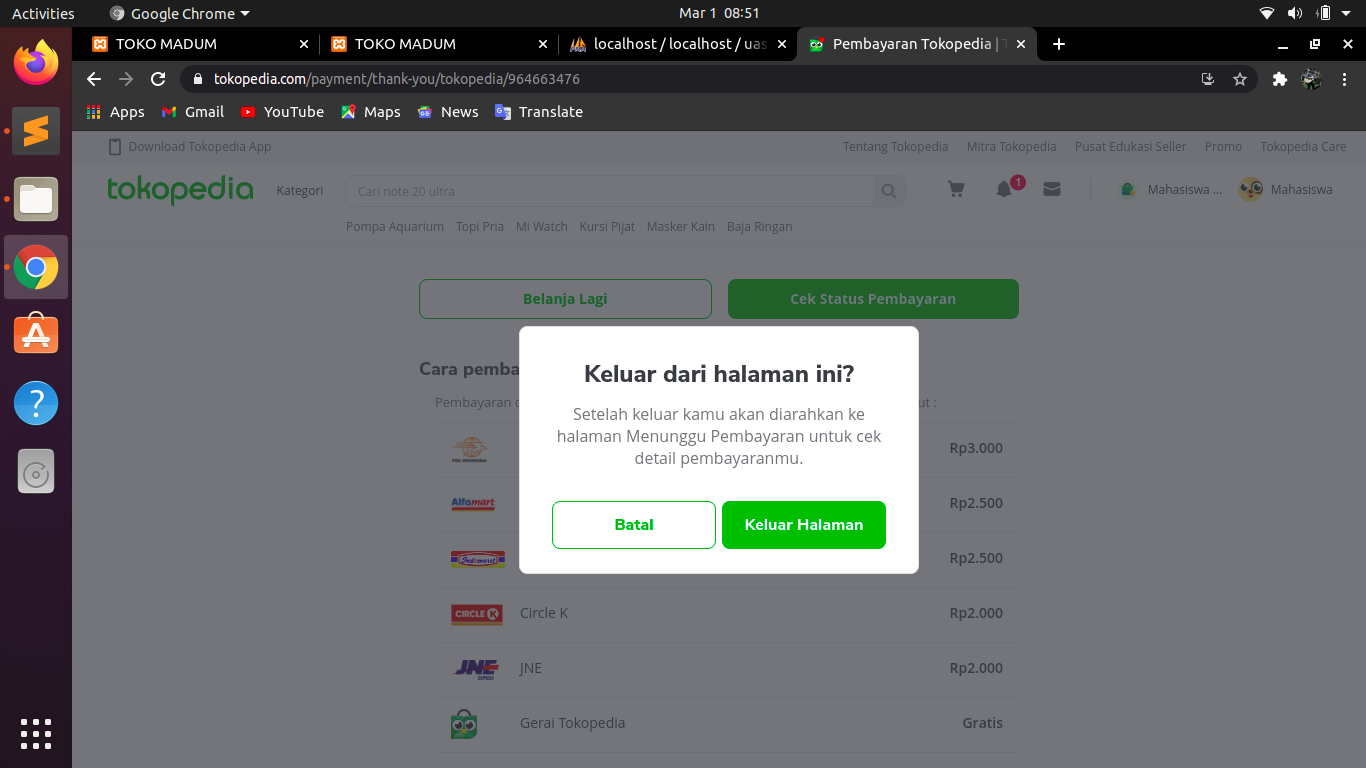 Activities
Google Chrome
Mar 1 08:51
TOKO MADUM
TOKO MADUM
localhost / localhost / uas
Pembayaran Tokopedia |
tokopedia.com/payment/thank-you/tokopedia/964663476
Apps
Gmail
YouTube
Maps
News
Translate
Download Tokopedia App
Tentang Tokopedia
Mitra Tokopedia
Pusat Edukasi Seller
Promo
Tokopedia Care
tokopedia
Kategori
Cari note 20 ultra
1
Mahasiswa ...
Mahasiswa
Pompa Aquarium
Topi Pria
Mi Watch
Kursi Pijat
Masker Kain
Baja Ringan
Belanja Lagi
Cek Status Pembayaran
Keluar dari halaman ini?
Setelah keluar kamu akan diarahkan ke
halaman Menunggu Pembayaran untuk cek
detail pembayaranmu.
Batal
Keluar Halaman
Cara pemba
Pembayaran
ut :
POS INDONESIA
Rp3.000
Alfamart
Rp2.500
Indomaret
Rp2.500
CIRCLE K
Circle K
Rp2.000
JNE
EXPRESS
JNE
Rp2.000
Gerai Tokopedia
Gratis